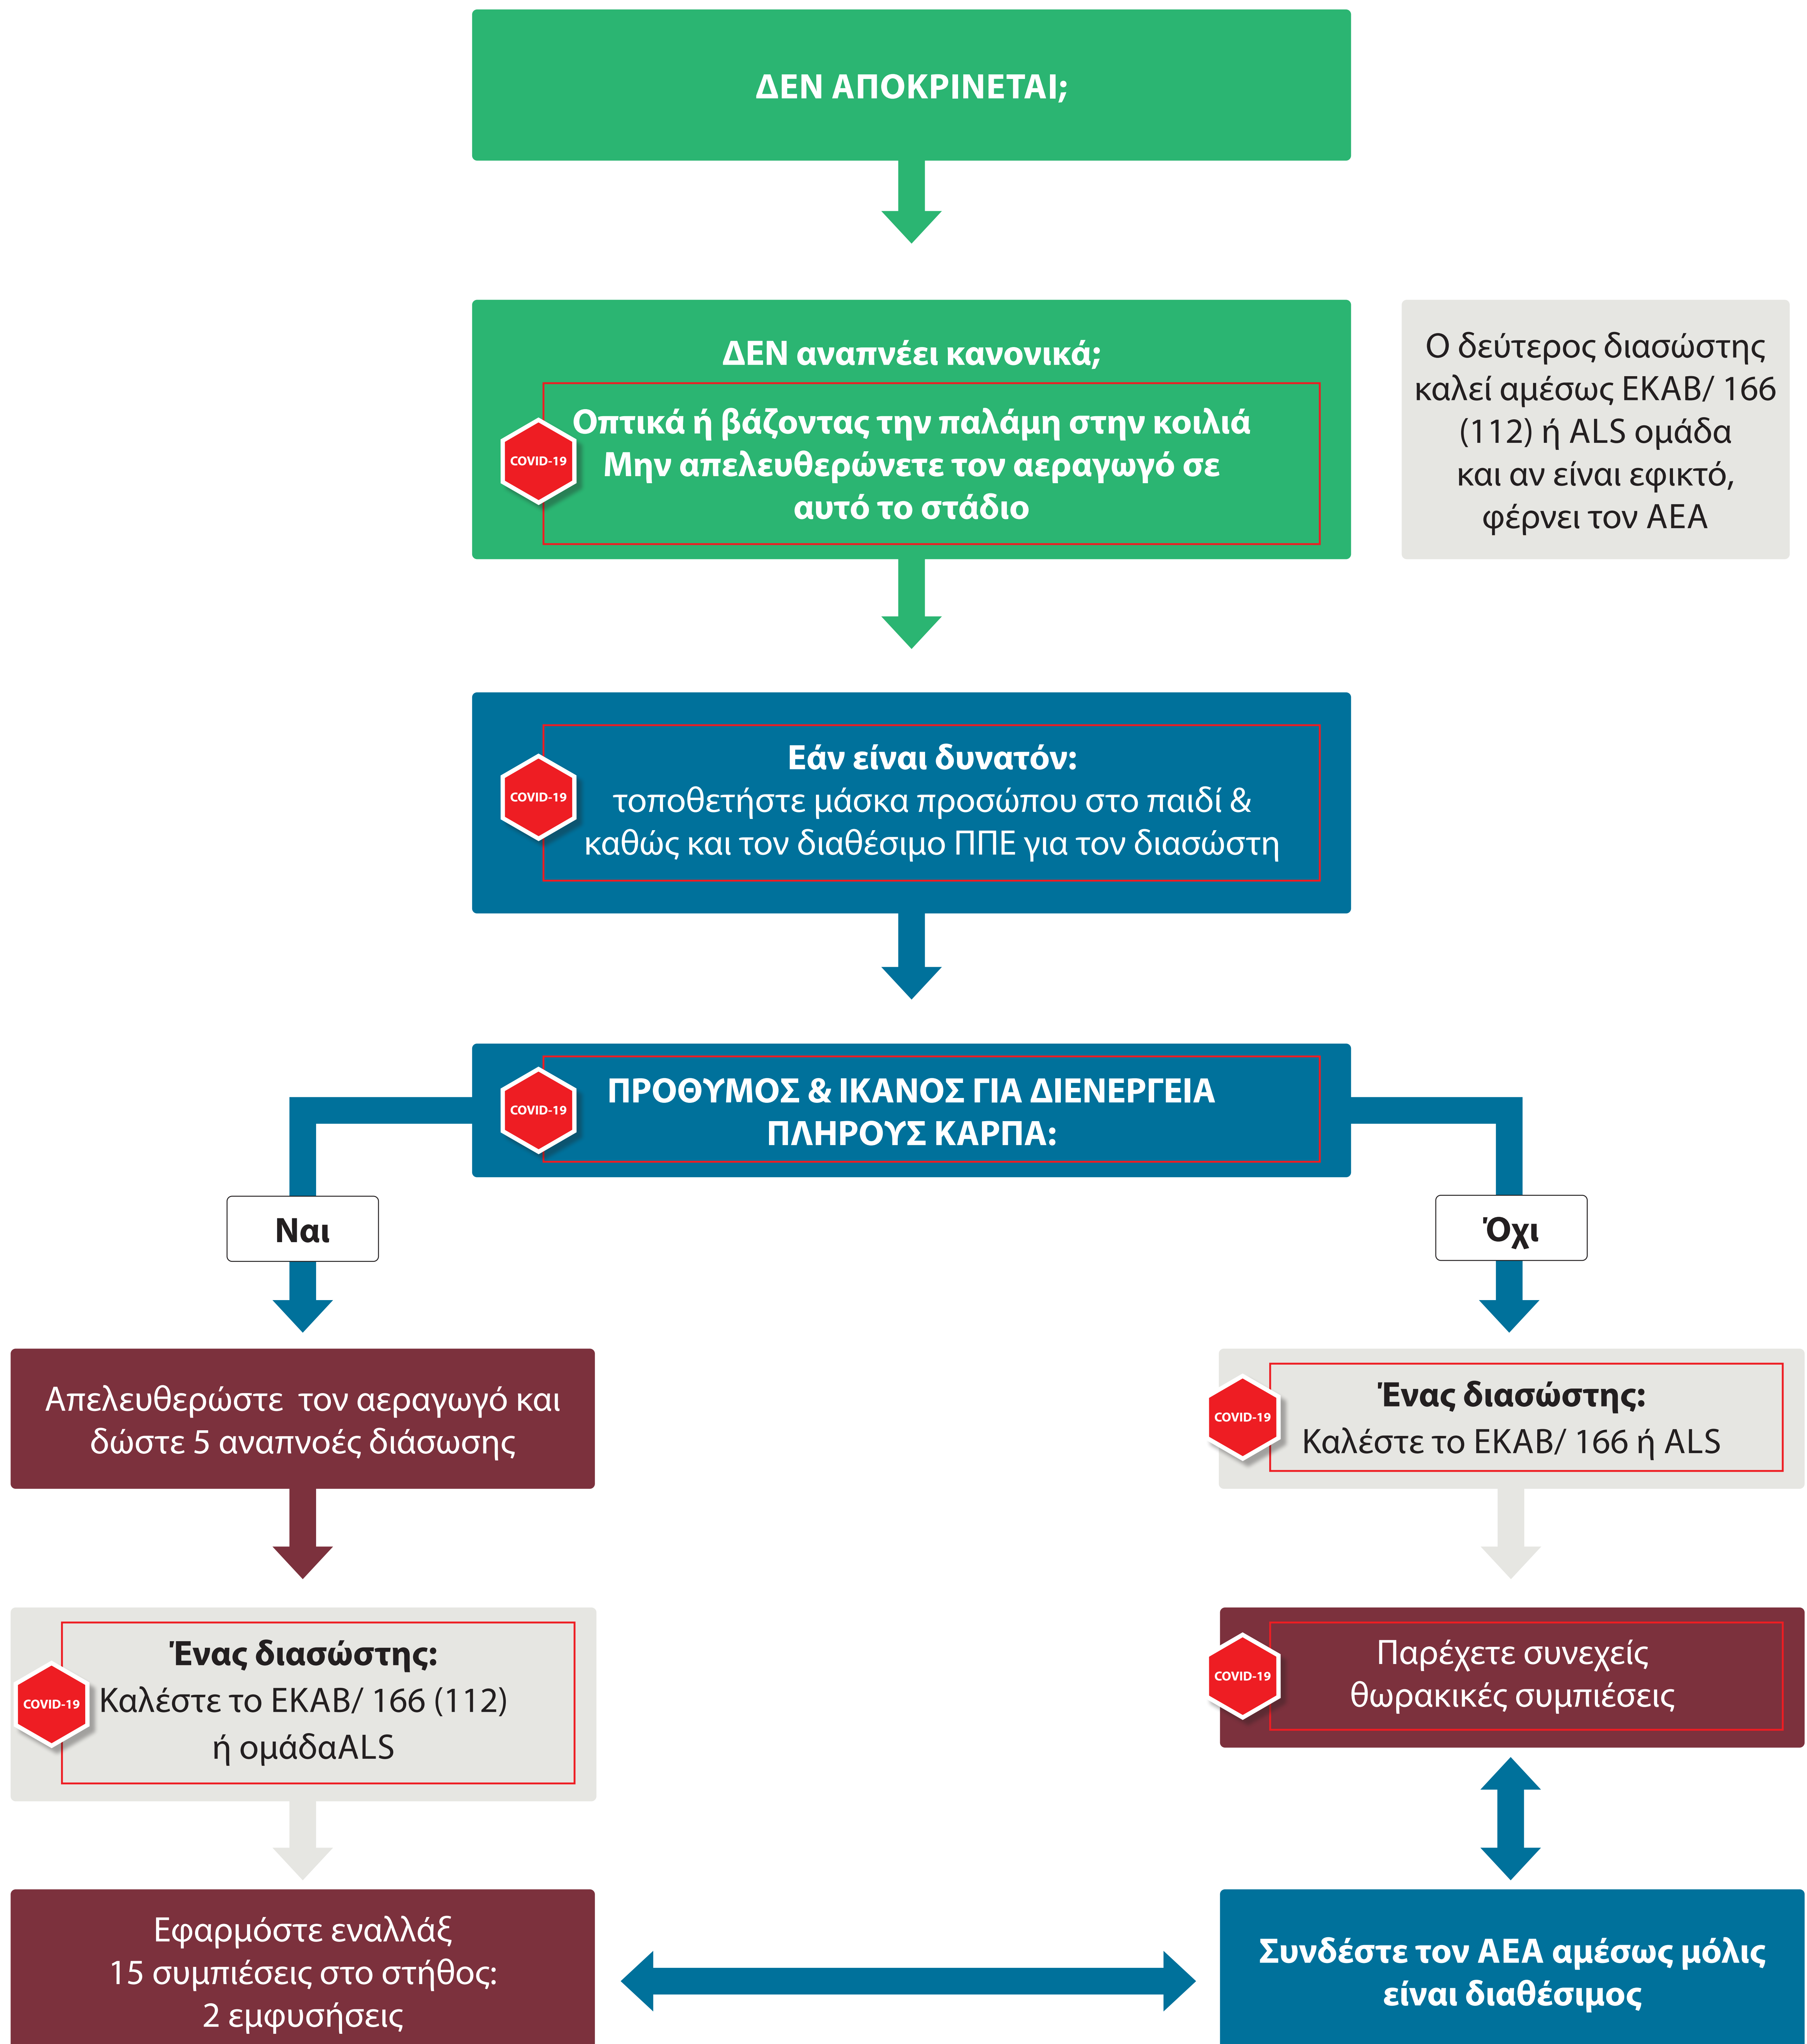 ΔΕΝ ΑΠΟΚΡΙΝΕΤΑΙ;
ΔΕΝ αναπνέει κανονικά;
COVID-19
Οπτικά ή βάζοντας την παλάμη στην κοιλιά
Μην απελευθερώνετε τον αεραγωγό σε
αυτό το στάδιο
Ο δεύτερος διασώστης
καλεί αμέσως ΕΚΑΒ/ 166
(112) ή ALS ομάδα
και αν είναι εφικτό,
φέρνει τον ΑΕΑ
COVID-19
Εάν είναι δυνατόν:
τοποθετήστε μάσκα προσώπου στο παιδί &
καθώς και τον διαθέσιμο ΠΠΕ για τον διασώστη
COVID-19
ΠΡΟΘΥΜΟΣ & ΙΚΑΝΟΣ ΓΙΑ ΔΙΕΝΕΡΓΕΙΑ
ΠΛΗΡΟΥΣ ΚΑΡΠΑ:
Ναι
Όχι
Απελευθερώστε τον αεραγωγό και
δώστε 5 αναπνοές διάσωσης
COVID-19
Ένας διασώστης:
Καλέστε το ΕΚΑΒ/ 166 ή ALS
COVID-19
Ένας διασώστης:
Καλέστε το ΕΚΑΒ/ 166 (112)
ή ομάδαALS
COVID-19
Παρέχετε συνεχείς
θωρακικές συμπιέσεις
Εφαρμόστε εναλλάξ
15 συμπιέσεις στο στήθος:
2 εμφυσήσεις
Συνδέστε τον ΑΕΑ αμέσως μόλις
είναι διαθέσιμος